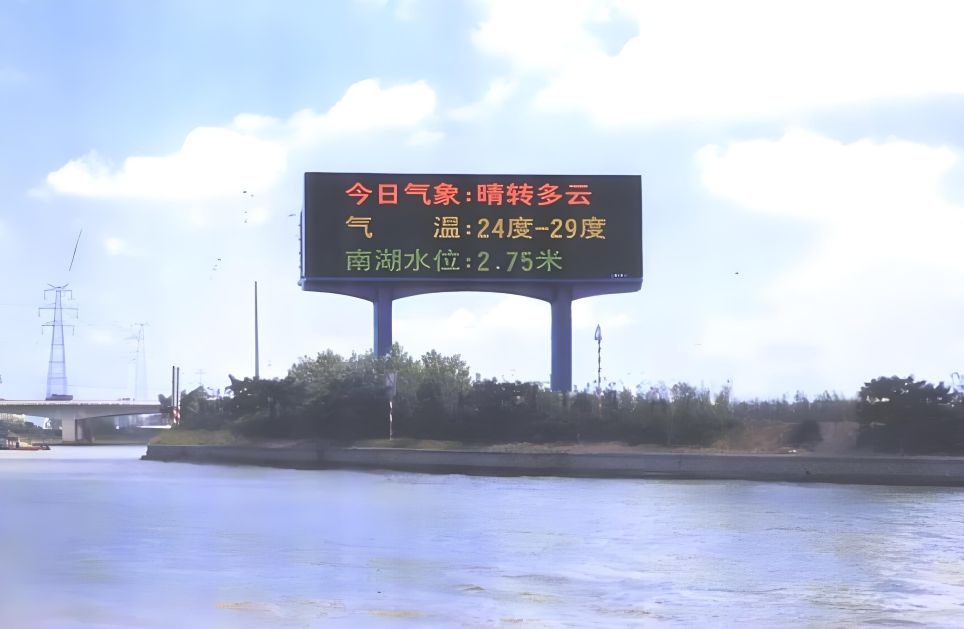 今日气象:晴转多云
气　　温:24度-29度
南湖水位:2.75米